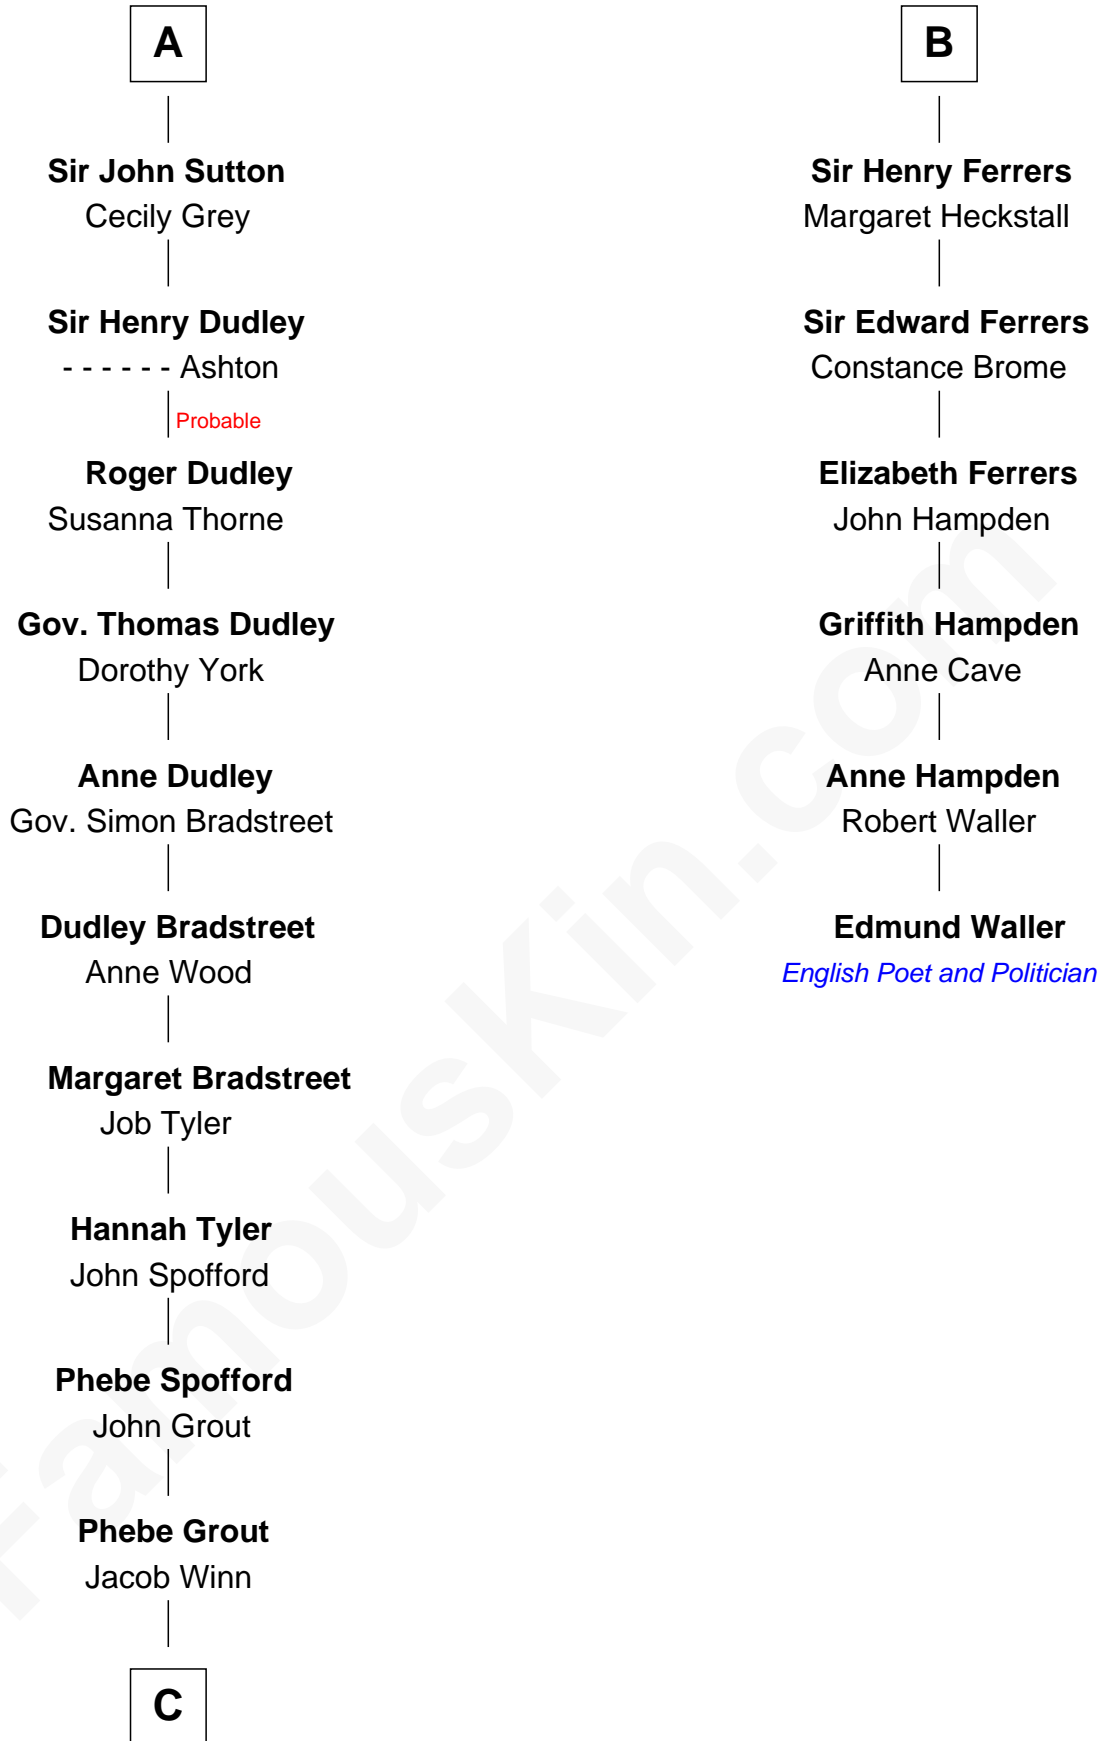 A
Sir John Sutton
Cecily Grey
Sir Henry Dudley
- - - - - - Ashton
Probable
Roger Dudley
Susanna Thorne
Gov. Thomas Dudley
Dorothy York
Anne Dudley
Gov. Simon Bradstreet
Dudley Bradstreet
Anne Wood
Margaret Bradstreet
Job Tyler
Hannah Tyler
John Spofford
Phebe Spofford
John Grout
Phebe Grout
Jacob Winn
C
B
Sir Henry Ferrers
Margaret Heckstall
Sir Edward Ferrers
Constance Brome
Elizabeth Ferrers
John Hampden
Griffith Hampden
Anne Cave
Anne Hampden
Robert Waller
Edmund Waller
English Poet and Politician
FamousKin.com